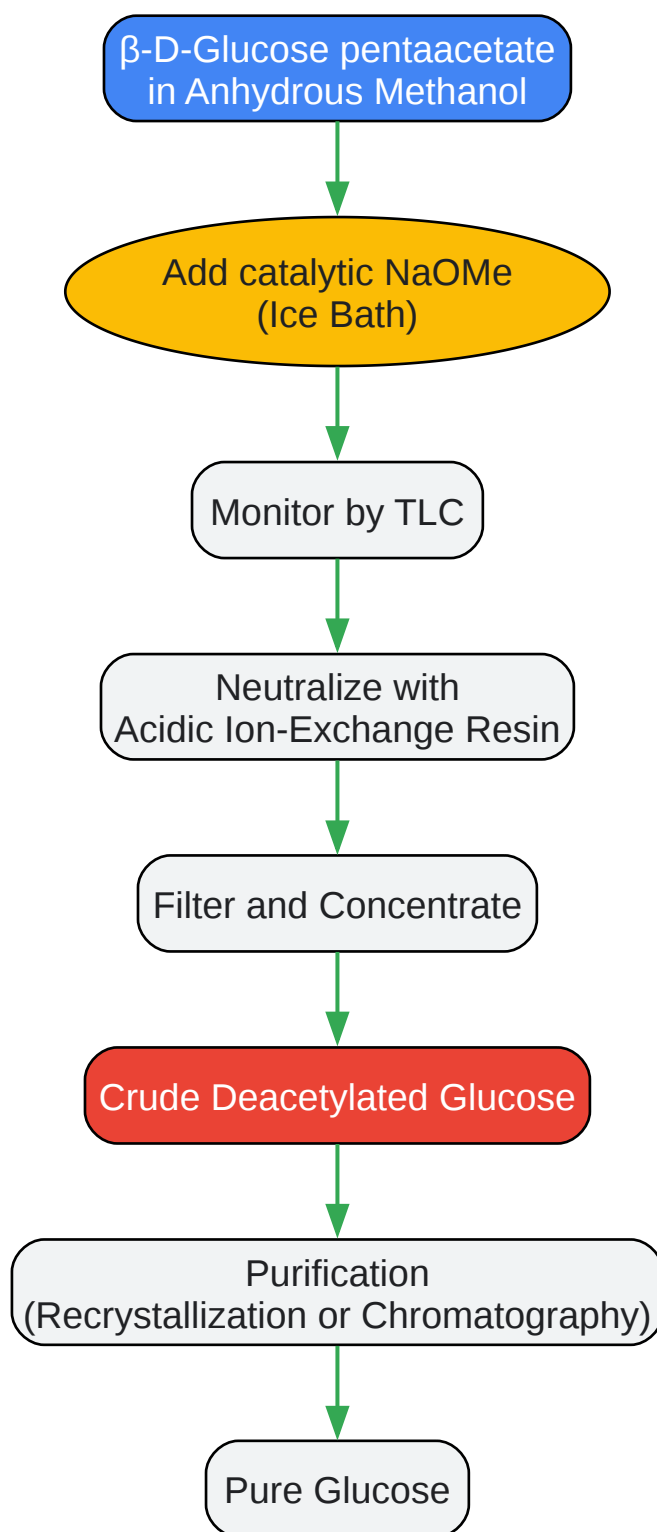 β-D-Glucose pentaacetate
in Anhydrous Methanol
Add catalytic NaOMe
(Ice Bath)
Monitor by TLC
Neutralize with
Acidic Ion-Exchange Resin
Filter and Concentrate
Crude Deacetylated Glucose
Purification
(Recrystallization or Chromatography)
Pure Glucose